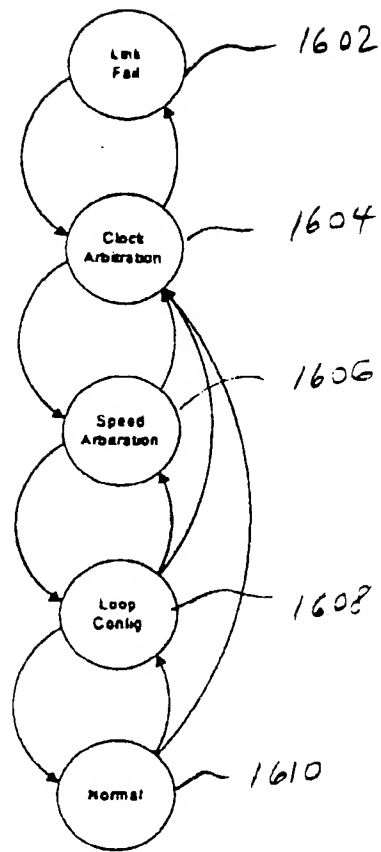 Link
Fail
1602
Clock
Arbitration
1604
Speed
Arbitration
1606
Loop
Config
1608
Normal
1610